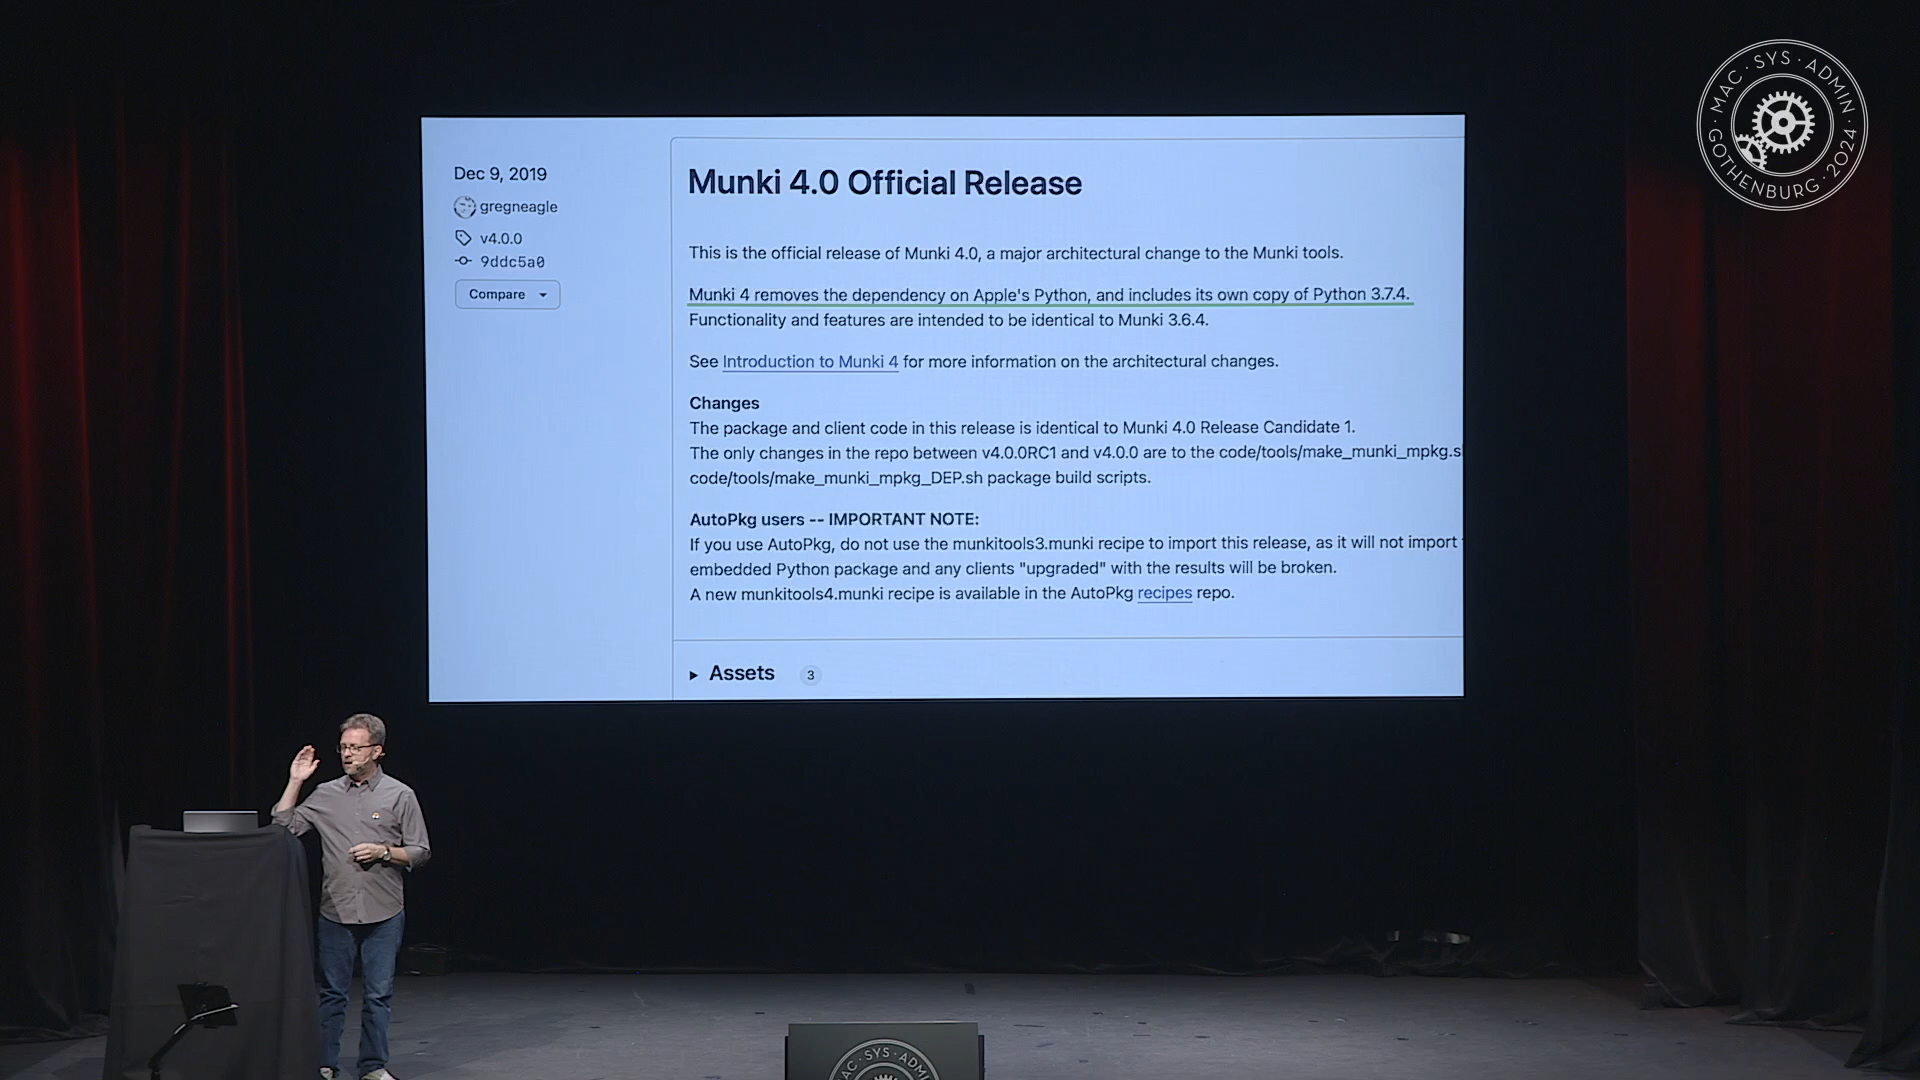 MAC · SYS · ADMIN · GOTHENBURG · 2024 ·
Dec 9, 2019
gregneagle
v4.0.0
9ddc5a0
Compare
Munki 4.0 Official Release
This is the official release of Munki 4.0, a major architectural change to the Munki tools.
Munki 4 removes the dependency on Apple's Python, and includes its own copy of Python 3.7.4.
Functionality and features are intended to be identical to Munki 3.6.4.
See Introduction to Munki 4 for more information on the architectural changes.
Changes
The package and client code in this release is identical to Munki 4.0 Release Candidate 1.
The only changes in the repo between v4.0.0RC1 and v4.0.0 are to the code/tools/make_munki_mpkg.s
code/tools/make_munki_mpkg_DEP.sh package build scripts.
AutoPkg users -- IMPORTANT NOTE:
If you use AutoPkg, do not use the munkitools3.munki recipe to import this release, as it will not import
embedded Python package and any clients "upgraded" with the results will be broken.
A new munkitools4.munki recipe is available in the AutoPkg recipes repo.
Assets 3
AC · SYS · ADMI